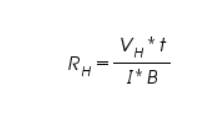 R_H = V_H * t / I * B